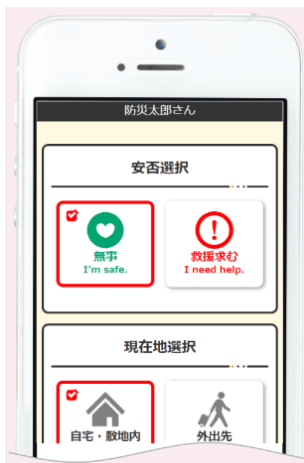 防災太郎さん
安否選択
無事
I'm safe.
救援求む
I need help.
現在地選択
自宅・敷地内
外出先